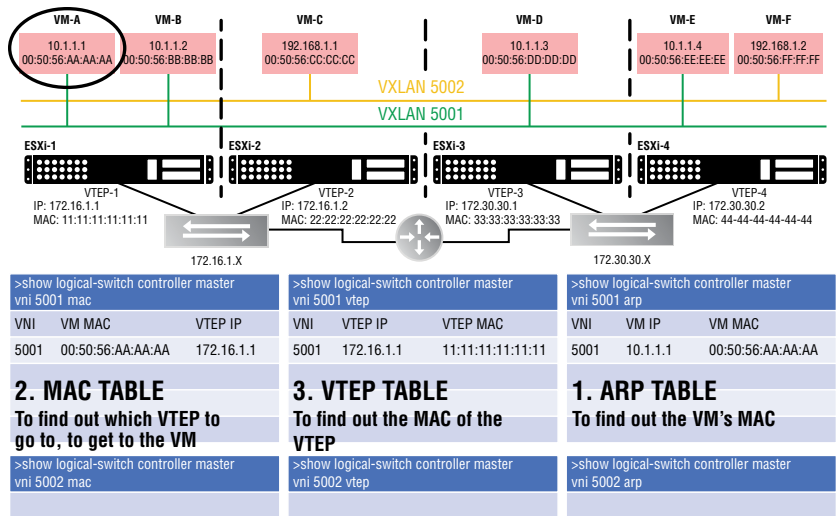 VM-A VM-B VM-C VM-D VM-E VM-F
10.1.1.1 10.1.1.2 192.168.1.1 10.1.1.3 10.1.1.4 192.168.1.2
00:50:56:AA:AA:AA 00:50:56:BB:BB:BB 00:50:56:CC:CC:CC 00:50:56:DD:DD:DD 00:50:56:EE:EE:EE 00:50:56:FF:FF:FF
VXLAN 5002
VXLAN 5001
ESXi-1 ESXi-2 ESXi-3 ESXi-4
VTEP-1 VTEP-2 VTEP-3 VTEP-4
IP: 172.16.1.1 IP: 172.16.1.2 IP: 172.30.30.1 IP: 172.30.30.2
MAC: 11:11:11:11:11:11 MAC: 22:22:22:22:22:22 MAC: 33:33:33:33:33:33 MAC: 44-44-44-44-44-44
172.16.1.X 172.30.30.X
>show logical-switch controller master
vni 5001 mac
VNI VM MAC VTEP IP
5001 00:50:56:AA:AA:AA 172.16.1.1
2. MAC TABLE
To find out which VTEP to
go to, to get to the VM
>show logical-switch controller master
vni 5002 mac
>show logical-switch controller master
vni 5001 vtep
VNI VTEP IP VTEP MAC
5001 172.16.1.1 11:11:11:11:11:11
3. VTEP TABLE
To find out the MAC of the
VTEP
>show logical-switch controller master
vni 5002 vtep
>show logical-switch controller master
vni 5001 arp
VNI VM IP VM MAC
5001 10.1.1.1 00:50:56:AA:AA:AA
1. ARP TABLE
To find out the VM's MAC
>show logical-switch controller master
vni 5002 arp